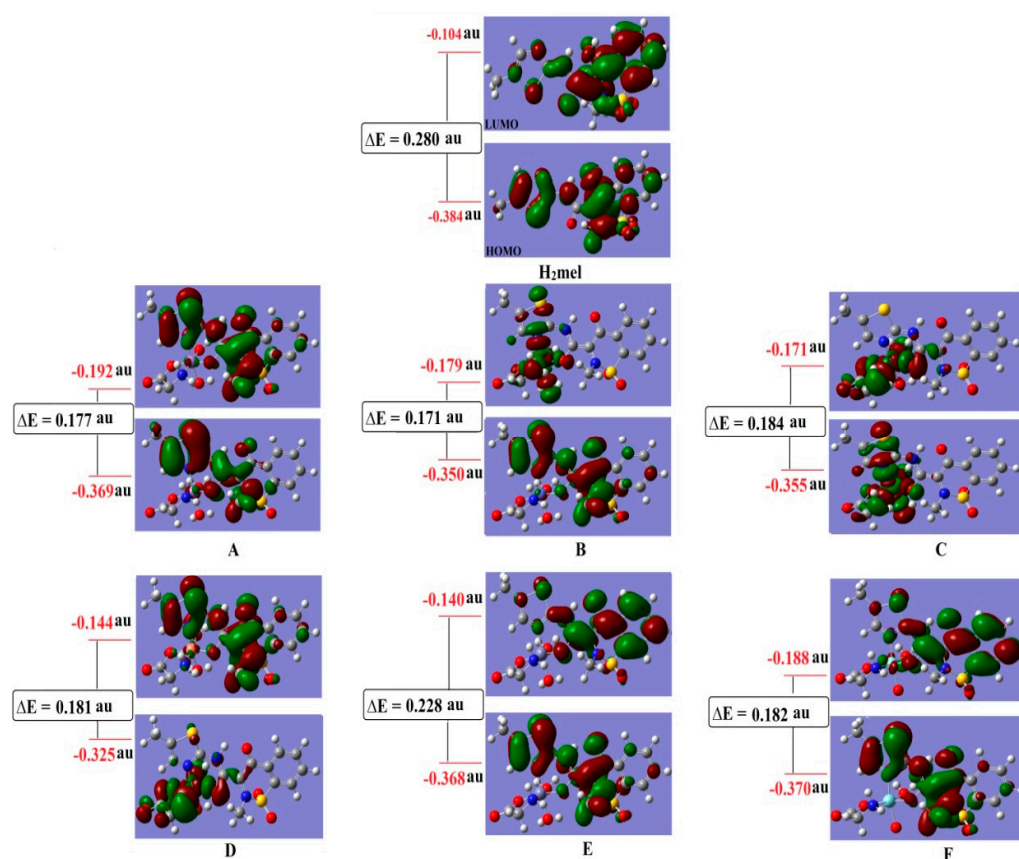 -0.104 au
LUMO
ΔE = 0.280 au
-0.384 au
HOMO
H₂mel
-0.192 au
ΔE = 0.177 au
-0.369 au
A
-0.179 au
ΔE = 0.171 au
-0.350 au
B
-0.171 au
ΔE = 0.184 au
-0.355 au
C
-0.144 au
ΔE = 0.181 au
-0.325 au
D
-0.140 au
ΔE = 0.228 au
-0.368 au
E
-0.188 au
ΔE = 0.182 au
-0.370 au
F